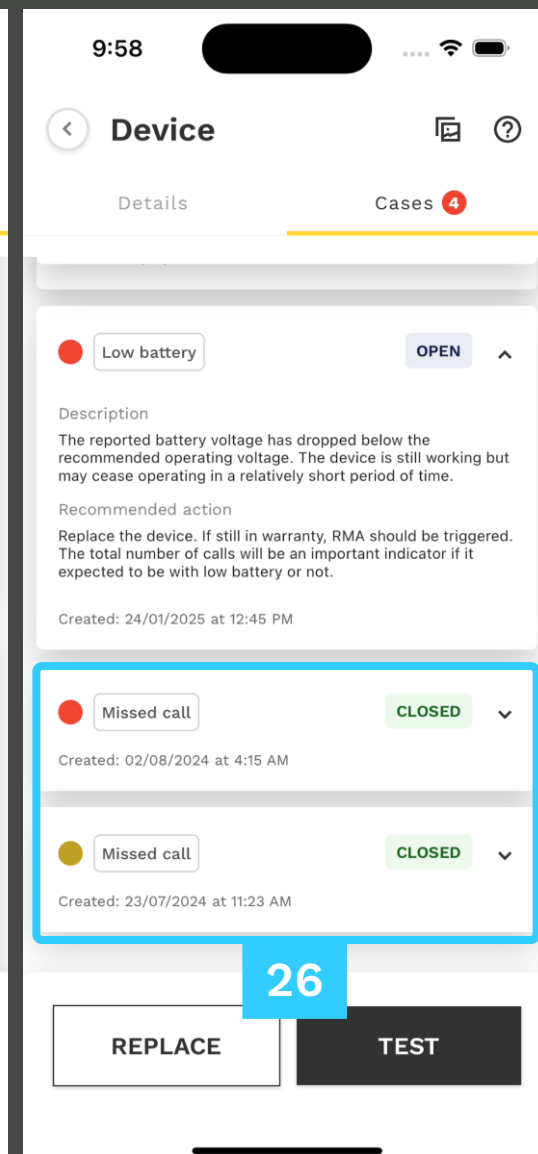 9:58
Device
Details
Cases 4
Low battery
OPEN
Description
The reported battery voltage has dropped below the
recommended operating voltage. The device is still working but
may cease operating in a relatively short period of time.
Recommended action
Replace the device. If still in warranty, RMA should be triggered.
The total number of calls will be an important indicator if it
expected to be with low battery or not.
Created: 24/01/2025 at 12:45 PM
Missed call
CLOSED
Created: 02/08/2024 at 4:15 AM
Missed call
CLOSED
Created: 23/07/2024 at 11:23 AM
26
REPLACE
TEST